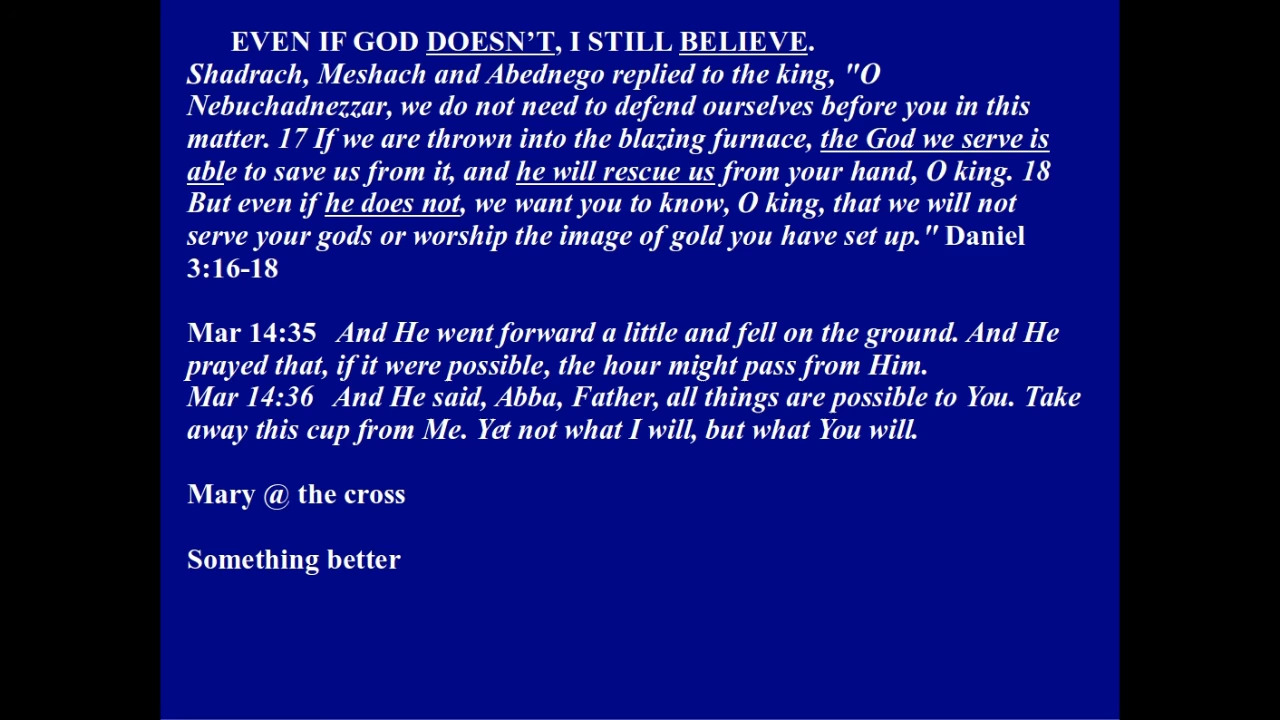 EVEN IF GOD DOESN’T, I STILL BELIEVE.
Shadrach, Meshach and Abednego replied to the king, "O
Nebuchadnezzar, we do not need to defend ourselves before you in this
matter. 17 If we are thrown into the blazing furnace, the God we serve is
able to save us from it, and he will rescue us from your hand, O king. 18
But even if he does not, we want you to know, O king, that we will not
serve your gods or worship the image of gold you have set up." Daniel
3:16-18
Mar 14:35 And He went forward a little and fell on the ground. And He
prayed that, if it were possible, the hour might pass from Him.
Mar 14:36 And He said, Abba, Father, all things are possible to You. Take
away this cup from Me. Yet not what I will, but what You will.
Mary @ the cross
Something better